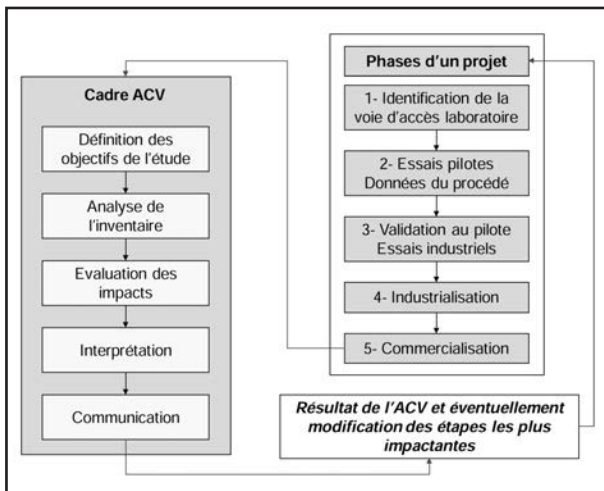 Cadre ACV
Définition des
objectifs de l'étude
Analyse de
l'inventaire
Evaluation des
impacts
Interprétation
Communication
Phases d'un projet
1- Identification de la
voie d'accès laboratoire
2- Essais pilotes
Données du procédé
3- Validation au pilote
Essais industriels
4- Industrialisation
5- Commercialisation
Résultat de l'ACV et éventuellement
modification des étapes les plus
impactantes